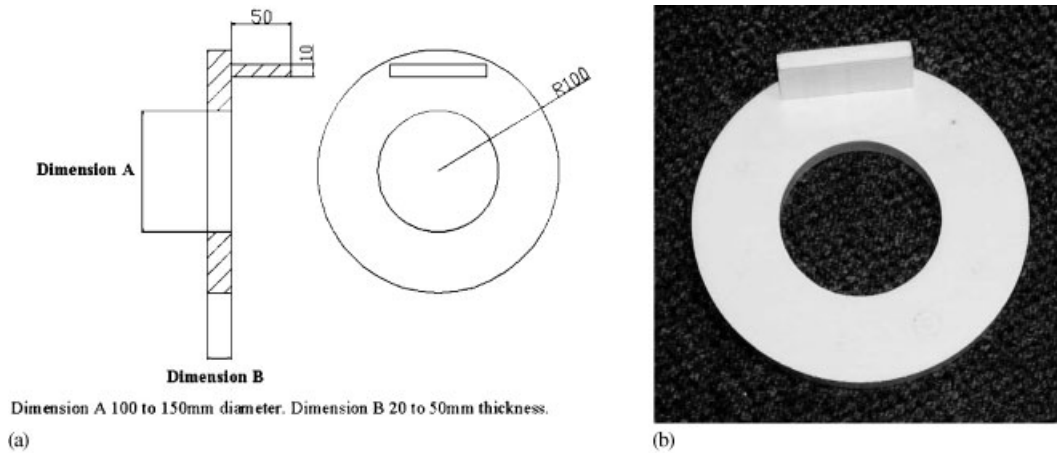 50
10
R100
Dimension A
Dimension B
Dimension A 100 to 150mm diameter. Dimension B 20 to 50mm thickness.
(a)
(b)